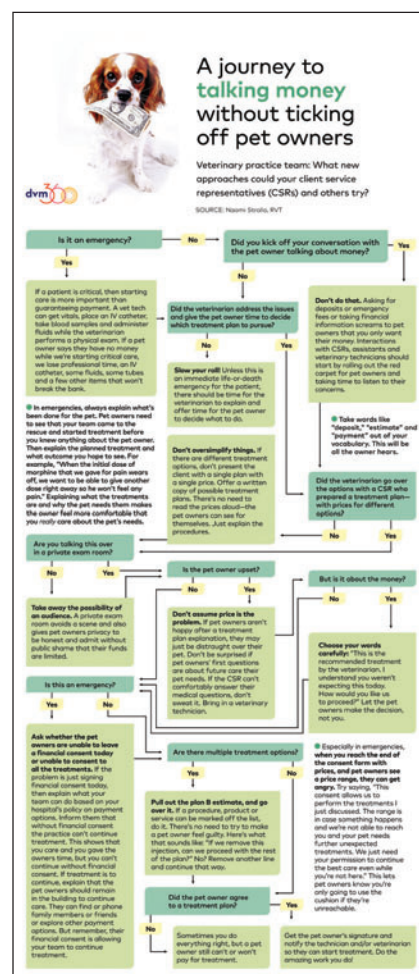 A journey to
talking money
without ticking
off pet owners
Veterinary practice team: What new
approaches could your client service
representatives (CSRs) and others try?
dvm360
SOURCE: Naomi Strollo, RVT
Is it an emergency?
No
Did you kick off your conversation with
the pet owner talking about money?
Yes
No
Yes
If a patient is critical, then starting
care is more important than
guaranteeing payment. A vet tech
can get vitals, place an IV catheter,
take blood samples and administer
fluids while the veterinarian
performs a physical exam. If a pet
owner says they have no money
while we're starting critical care,
we lose professional time, an IV
catheter, some fluids, some tubes
and a few other items that won't
break the bank.
Did the veterinarian address the issues
and give the pet owner time to decide
which treatment plan to pursue?
No
Yes
Don't do that. Asking for
deposits or emergency
fees or taking financial
information screams to pet
owners that you only want
their money. Interactions
with CSRs, assistants and
veterinary technicians should
start by rolling out the red
carpet for pet owners and
taking time to listen to their
concerns.
Slow your roll! Unless this is
an immediate life-or-death
emergency for the patient,
there should be time for the
veterinarian to explain and
offer time for the pet owner
to decide what to do.
In emergencies, always explain what's
been done for the pet. Pet owners
need to see that your team came to the
rescue and started treatment before
you knew anything about the pet owner.
Then explain the planned treatment and
what outcome you hope to see. For
example, "When the initial dose of
morphine that we gave for pain wears
off, we want to be able to give another
dose right away so he won't feel any
pain." Explaining what the treatments
are and why the pet needs them makes
the owner feel more comfortable that
you really care about the pet's needs.
Take words like
"deposit," "estimate" and
"payment" out of your
vocabulary. This will be
all the owner hears.
Don't oversimplify things. If
there are different treatment
options, don't present the
client with a single plan with
a single price. Offer a written
copy of possible treatment
plans. There's no need to
read the prices aloud—the
pet owners can see for
themselves. Just explain the
procedures.
Did the veterinarian go over
the options with a CSR who
prepared a treatment plan—
with prices for different
options?
No
Yes
Are you talking this over
in a private exam room?
No
Yes
Is the pet owner upset?
Yes
No
But is it about the money?
No
Yes
Take away the possibility of
an audience. A private exam
room avoids a scene and also
gives pet owners privacy to
be honest and admit without
public shame that their funds
are limited.
Don't assume price is the
problem. If pet owners aren't
happy after a treatment
plan explanation, they may
just be distraught over their
pet. Don't be surprised if
pet owners' first questions
are about future care their
pet needs. If the CSR can't
comfortably answer their
medical questions, don't
sweat it. Bring in a veterinary
technician.
Choose your words
carefully: "This is the
recommended treatment
by the veterinarian. I
understand you weren't
expecting this today.
How would you like
us to proceed?" Let the
pet owners make the decision,
not you.
Is this an emergency?
Yes
No
Ask whether the pet
owners are unable to leave
a financial consent today
or unable to consent to
all the treatments. If the
problem is just signing
financial consent today,
then explain what your
team can do based on your
hospital's policy on payment
options. Inform them that
without financial consent
the practice can't continue
treatment. This shows that
you care and you gave the
owners time, but you can't
continue without financial
consent. If treatment is to
continue, explain that the
pet owners should remain
in the building to continue
care. They can find or phone
family members or friends
or explore other payment
options. But remember, their
financial consent is allowing
your team to continue
treatment.
Are there multiple treatment options?
Yes
No
Pull out the plan B estimate, and go
over it. If a procedure, product or
service can be marked off the list,
do it. There's no need to try to make
a pet owner feel guilty. Here's what
that sounds like: "If we remove this
injection, can we proceed with the rest
of the plan?" No? Remove another line
and continue that way.
Especially in emergencies,
when you reach the end of
the consent form with
prices, and pet owners see
a price range, they can get
angry. Try saying, "This
consent allows us to
perform the treatments I
just discussed. The range is
in case something happens
and we're not able to reach
you and your pet needs
further unexpected
treatments. We just need
your permission to continue
the best care even while
you're not here." This lets
pet owners know you're
only going to use the
cushion if they're
unreachable.
Did the pet owner agree
to a treatment plan?
No
Yes
Sometimes you do
everything right, but a pet
owner still can't or won't
pay for treatment.
Get the pet owner's signature and
notify the technician and/or veterinarian
so they can start treatment. Do the
amazing work you do!